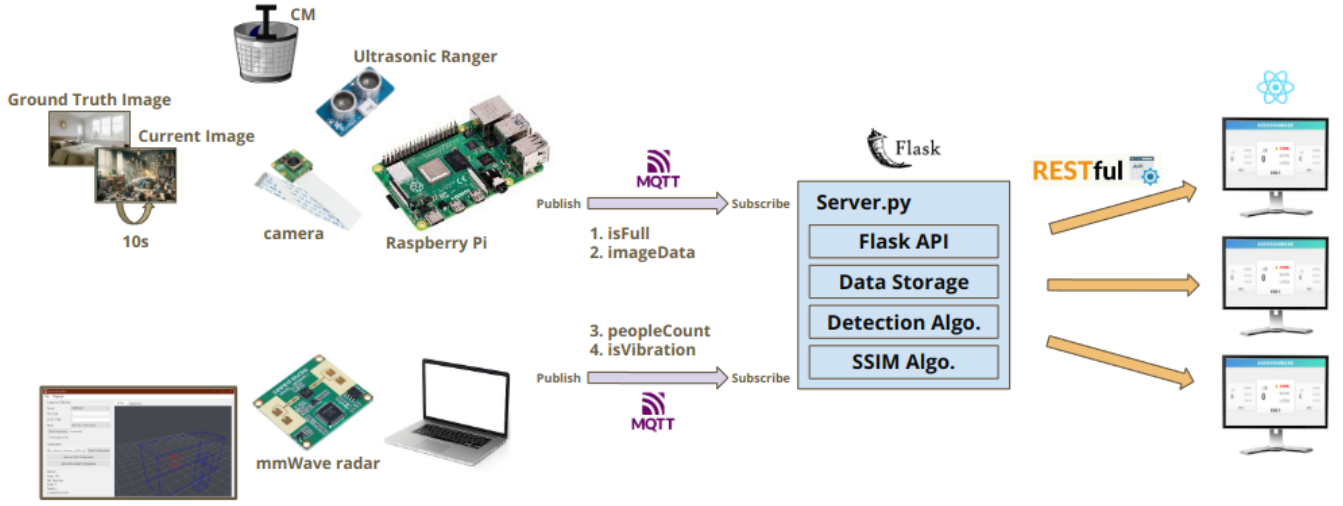 CM
Ultrasonic Ranger
Ground Truth Image
Current Image
10s
camera
Raspberry Pi
MQTT
Publish
Subscribe
1. isFull
2. imageData
Flask
Server.py
Flask API
Data Storage
Detection Algo.
SSIM Algo.
RESTful
API
3. peopleCount
4. isVibration
Publish
Subscribe
MQTT
mmWave radar